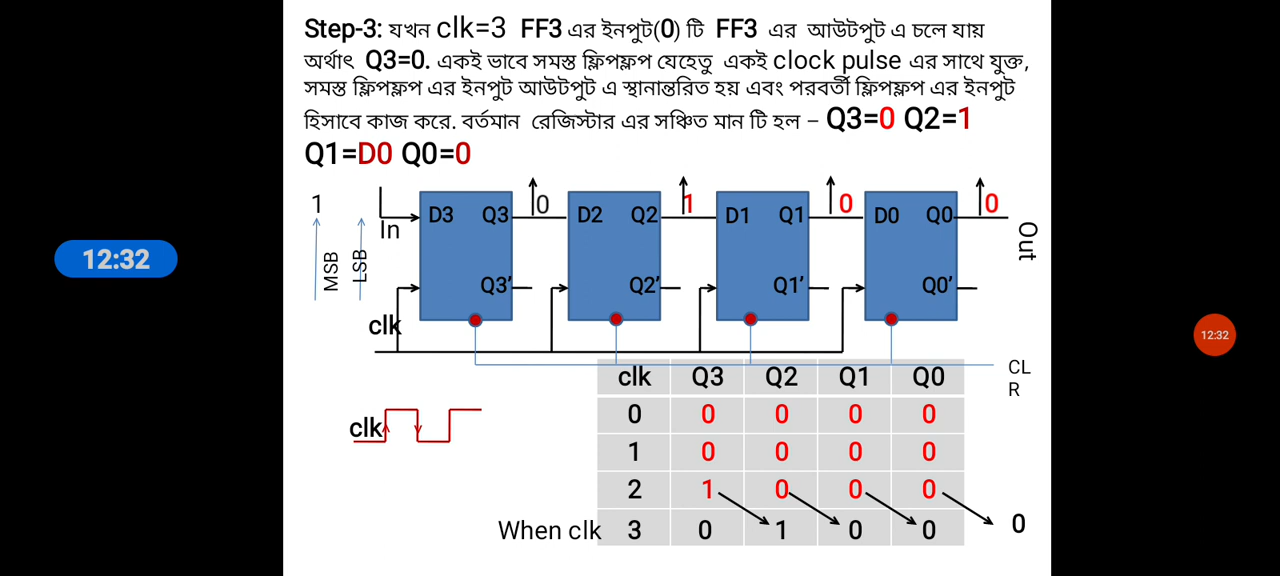 Step-3: যখন clk=3 FF3 এর ইনপুট(0) টি FF3 এর আউটপুট এ চলে যায়
অর্থাৎ Q3=0. একই ভাবে সমস্ত ফ্লিপফ্লপ যেহেতু একই clock pulse এর সাথে যুক্ত,
সমস্ত ফ্লিপফ্লপ এর ইনপুট আউটপুট এ স্থানান্তরিত হয় এবং পরবর্তী ফ্লিপফ্লপ এর ইনপুট
হিসাবে কাজ করে. বর্তমান রেজিস্টার এর সঞ্চিত মান টি হল – Q3=0 Q2=1
Q1=D0 Q0=0
1 MSB LSB In D3 Q3 0 D2 Q2 1 D1 Q1 0 D0 Q0 0 Out
Q3’ Q2’ Q1’ Q0’
clk
CL
R
clk
clk Q3 Q2 Q1 Q0
0 0 0 0 0
1 0 0 0 0
2 1 0 0 0
When clk 3 0 1 0 0 0
12:32
12:32